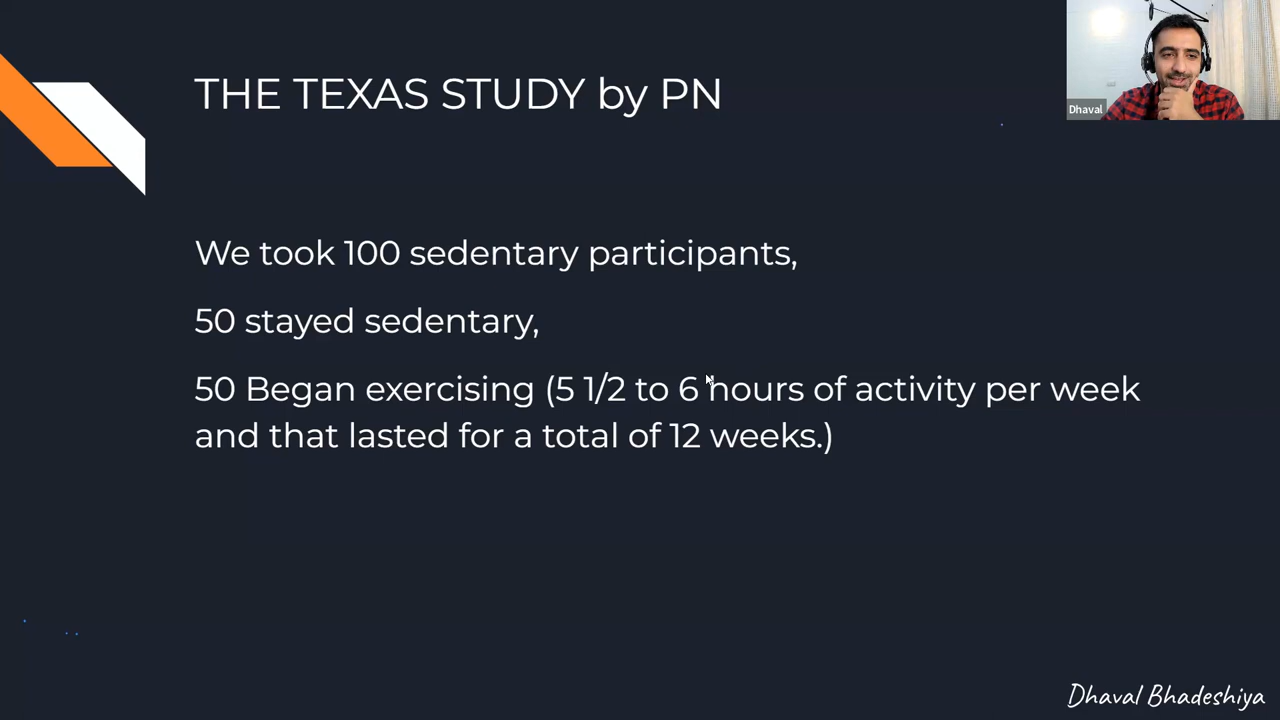 THE TEXAS STUDY by PN
Dhaval
We took 100 sedentary participants,
50 stayed sedentary,
50 Began exercising (5 1/2 to 6 hours of activity per week
and that lasted for a total of 12 weeks.)
Dhaval Bhadeshiya